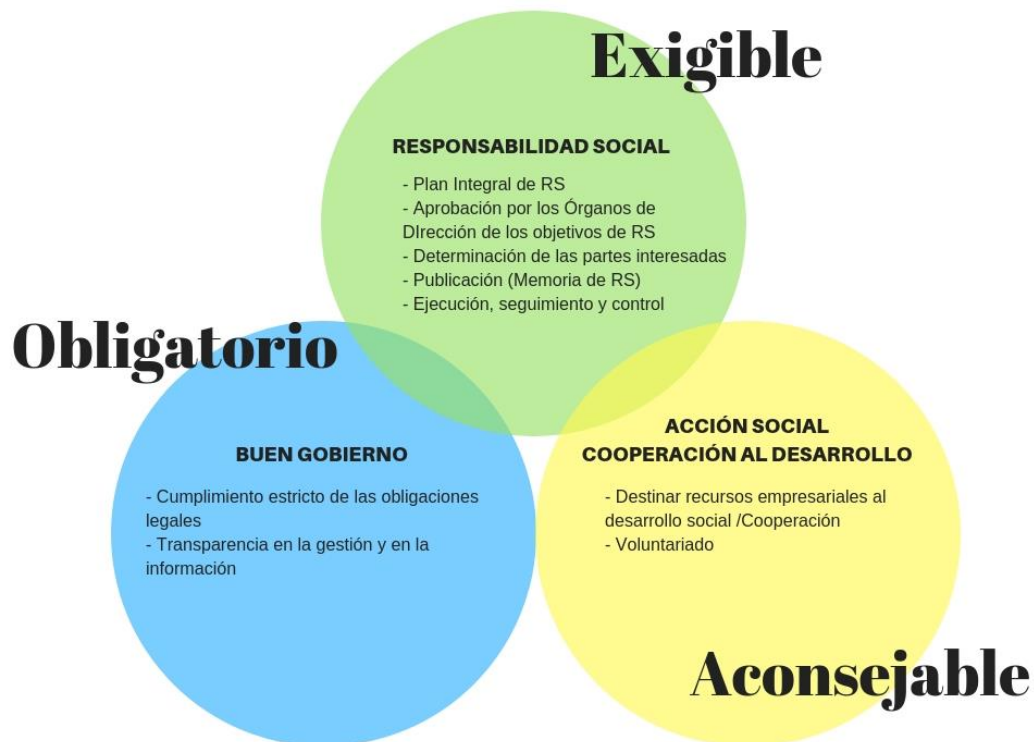 Exigible
RESPONSABILIDAD SOCIAL
- Plan Integral de RS
- Aprobación por los Órganos de
DIrección de los objetivos de RS
- Determinación de las partes interesadas
- Publicación (Memoria de RS)
- Ejecución, seguimiento y control
Obligatorio
BUEN GOBIERNO
- Cumplimiento estricto de las obligaciones
legales
- Transparencia en la gestión y en la
información
ACCIÓN SOCIAL
COOPERACIÓN AL DESARROLLO
- Destinar recursos empresariales al
desarrollo social /Cooperación
- Voluntariado
Aconsejable